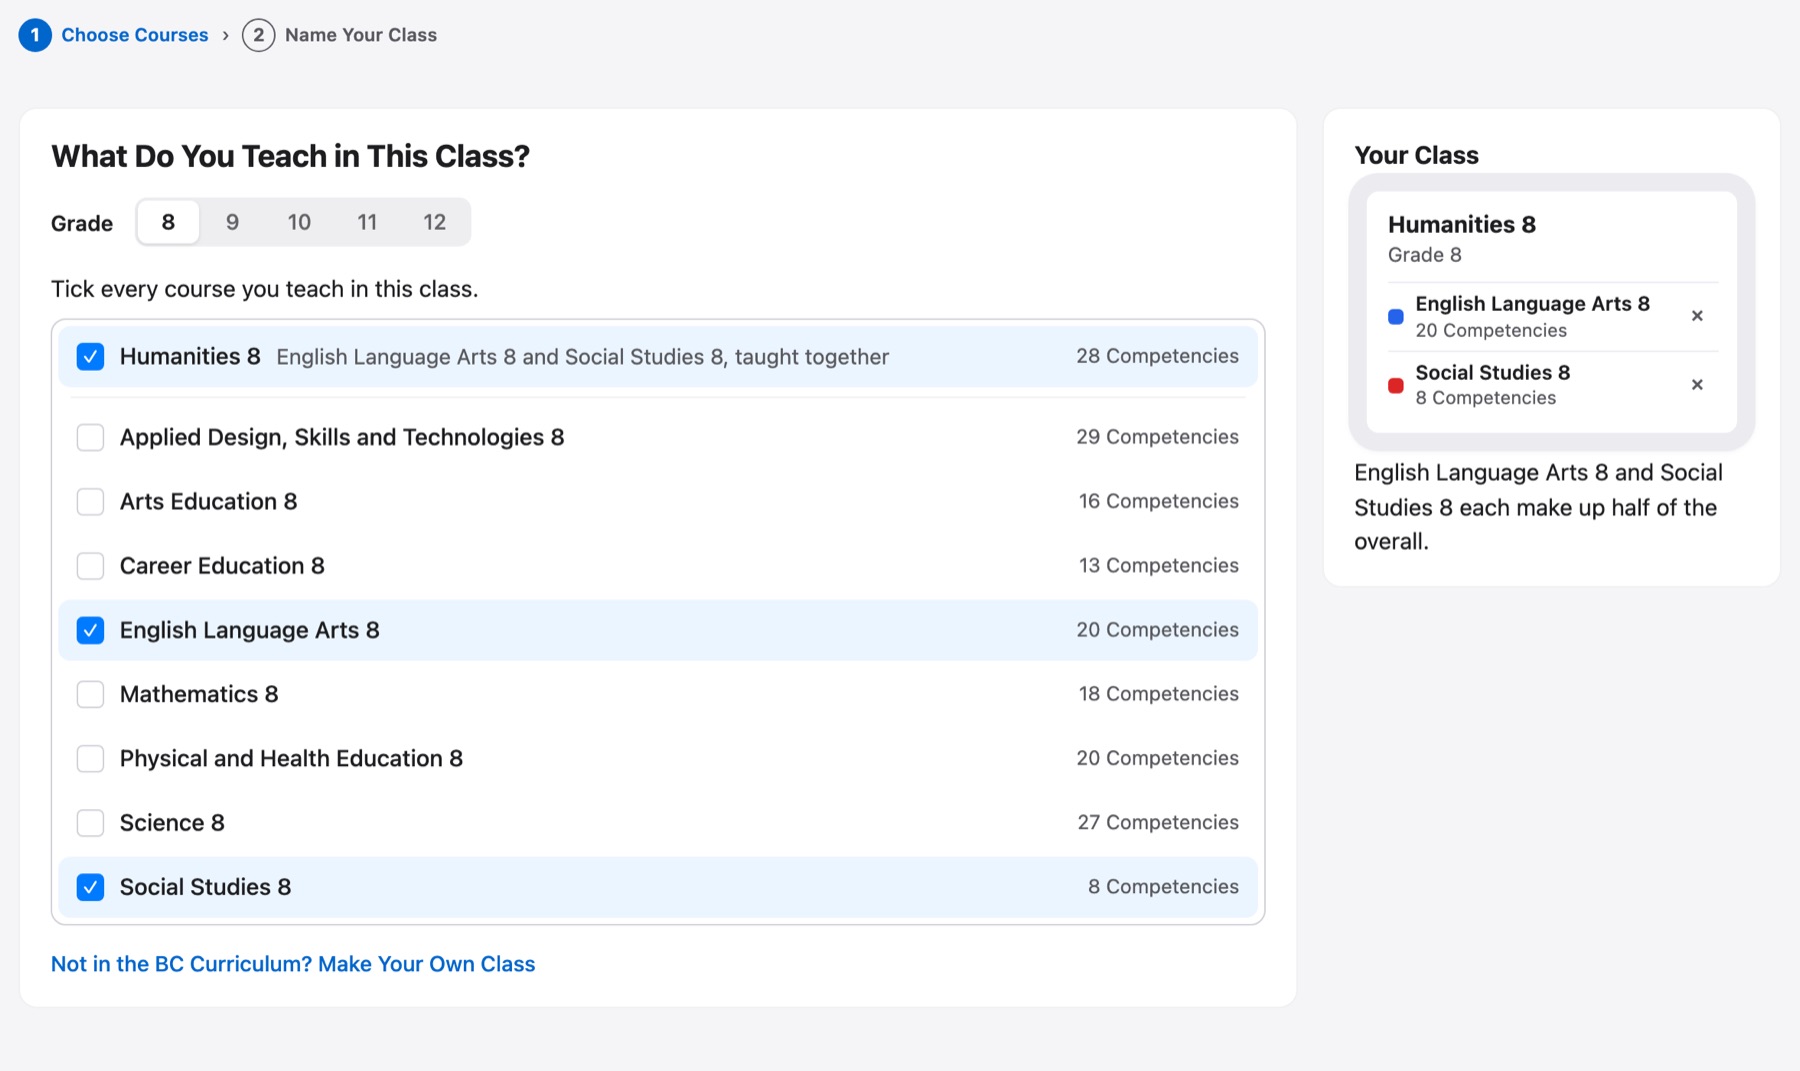 1 Choose Courses › 2 Name Your Class
What Do You Teach in This Class?
Grade 8 9 10 11 12
Tick every course you teach in this class.
Humanities 8 English Language Arts 8 and Social Studies 8, taught together 28 Competencies
Applied Design, Skills and Technologies 8 29 Competencies
Arts Education 8 16 Competencies
Career Education 8 13 Competencies
English Language Arts 8 20 Competencies
Mathematics 8 18 Competencies
Physical and Health Education 8 20 Competencies
Science 8 27 Competencies
Social Studies 8 8 Competencies
Not in the BC Curriculum? Make Your Own Class
Your Class
Humanities 8
Grade 8
English Language Arts 8
20 Competencies
Social Studies 8
8 Competencies
English Language Arts 8 and Social
Studies 8 each make up half of the
overall.